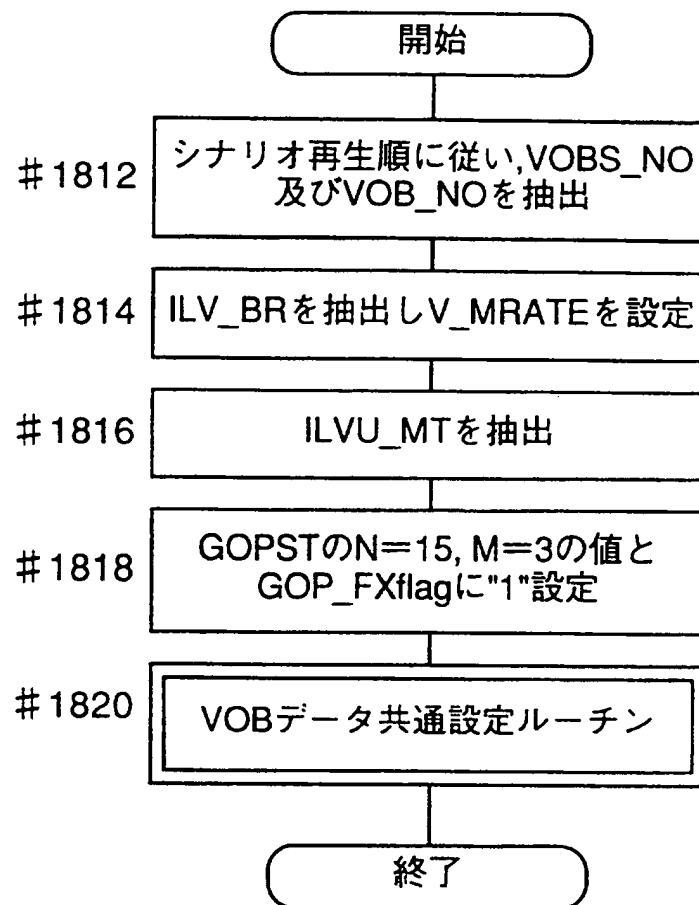 開始
#1812
シナリオ再生順に従い,VOBS_NO
及びVOB_NOを抽出
#1814
ILV_BRを抽出しV_MRATEを設定
#1816
ILVU_MTを抽出
#1818
GOPSTのN=15, M=3の値と
GOP_FXflagに"1"設定
#1820
VOBデータ共通設定ルーチン
終了